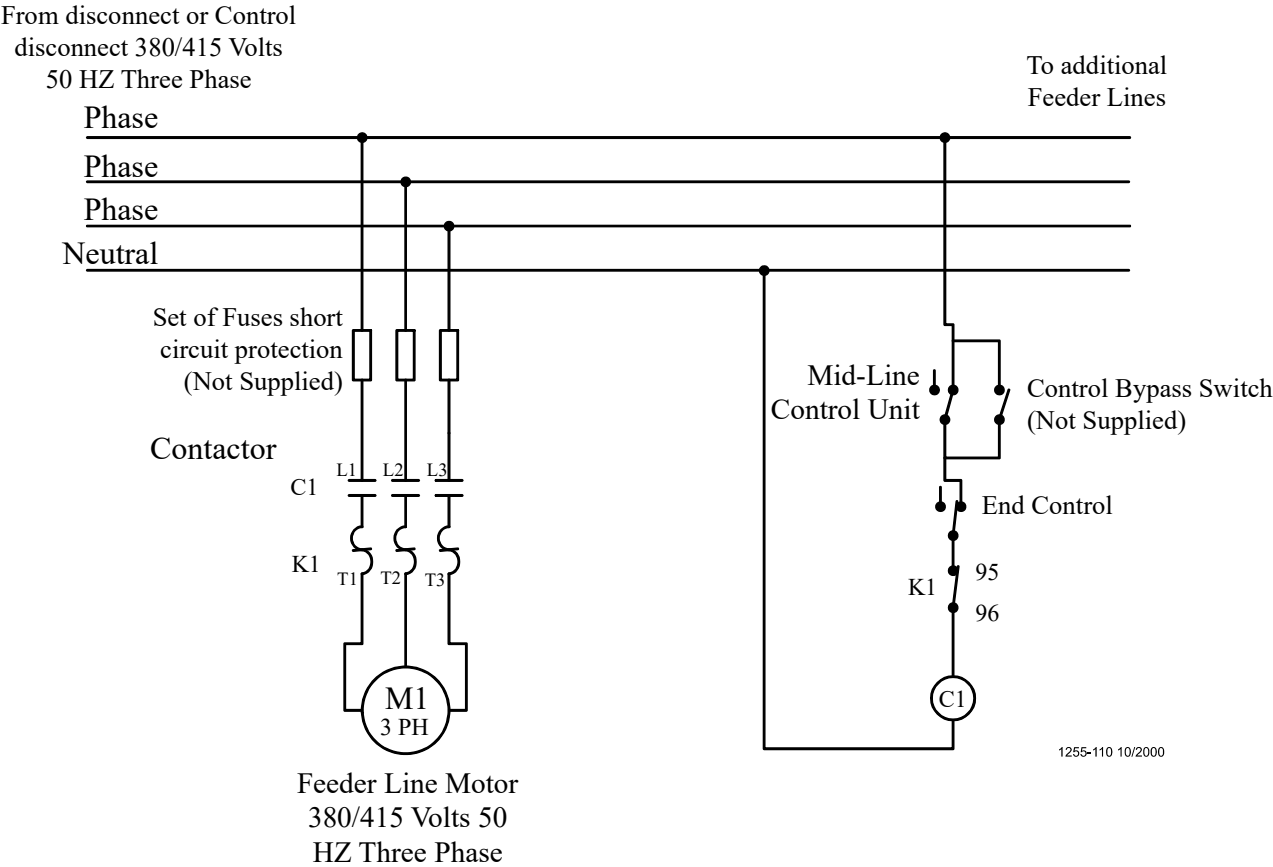 From disconnect or Control
disconnect 380/415 Volts
50 HZ Three Phase
To additional
Feeder Lines
Phase
Phase
Phase
Neutral
Set of Fuses short
circuit protection
(Not Supplied)
Mid-Line
Control Unit
Control Bypass Switch
(Not Supplied)
Contactor
L1 L2 L3
C1
End Control
K1
T1 T2 T3
K1
95
96
M1
3 PH
C1
1255-110 10/2000
Feeder Line Motor
380/415 Volts 50
HZ Three Phase